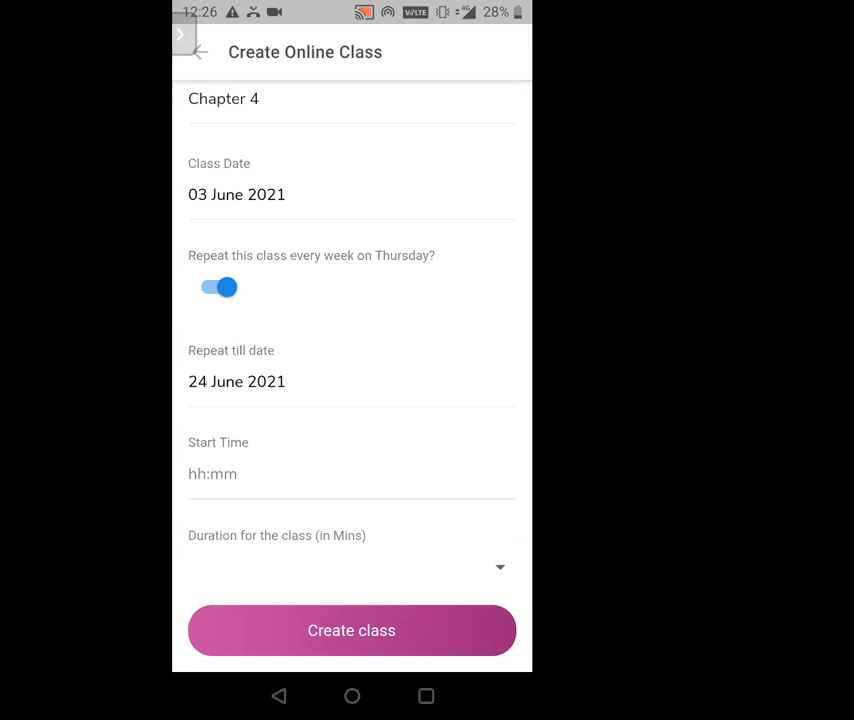 12:26
VoLTE
4G
28%
Create Online Class
Chapter 4
Class Date
03 June 2021
Repeat this class every week on Thursday?
Repeat till date
24 June 2021
Start Time
hh:mm
Duration for the class (in Mins)
Create class